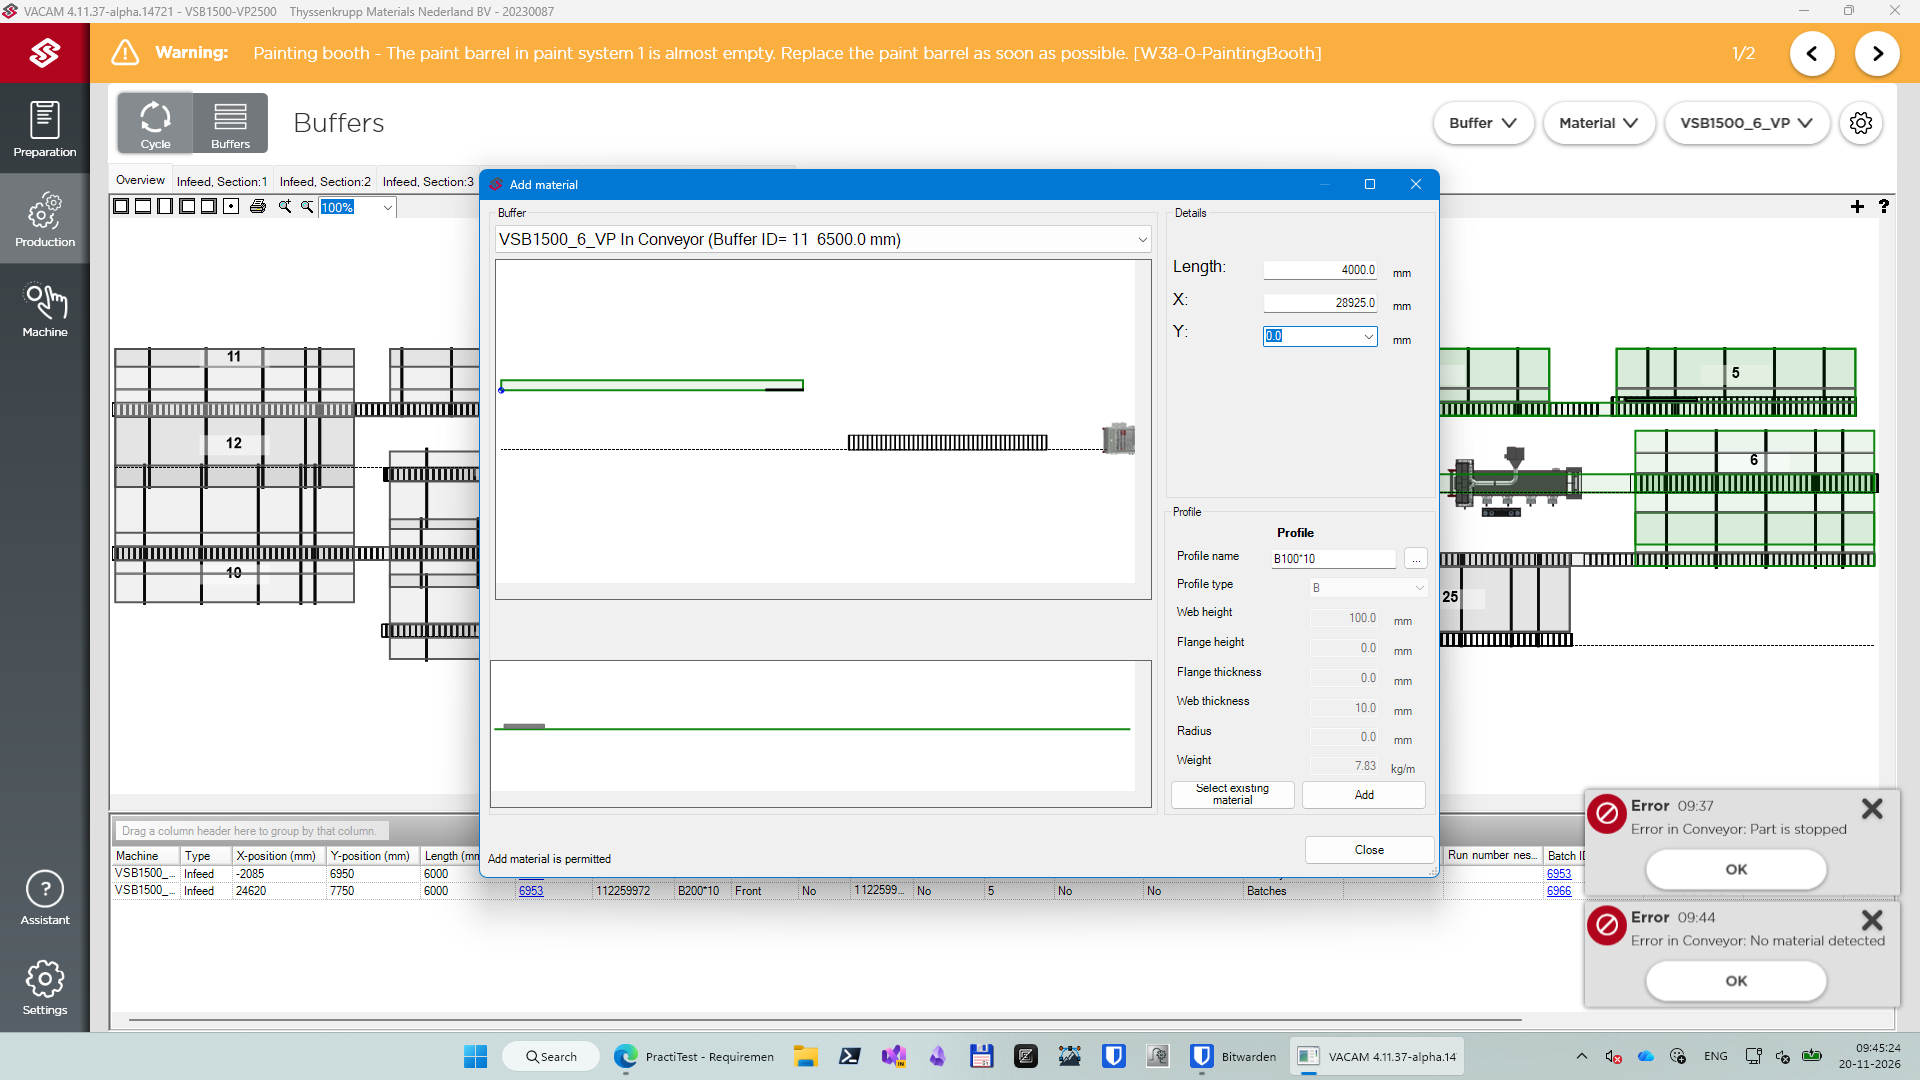 VACAM 4.11.37-alpha.14721 - VSB1500-VP2500    Thyssenkrupp Materials Nederland BV - 20230087
Warning: Painting booth - The paint barrel in paint system 1 is almost empty. Replace the paint barrel as soon as possible. [W38-0-PaintingBooth] 1/2
Preparation
Production
Machine
Assistant
Settings
Cycle
Buffers
Buffers
Buffer
Material
VSB1500_6_VP
Overview
Infeed, Section:1
Infeed, Section:2
Infeed, Section:3
100%
+ ?
11
12
10
5
6
25
Add material
Buffer
VSB1500_6_VP In Conveyor (Buffer ID= 11  6500.0 mm)
Details
Length: 4000.0 mm
X: 28925.0 mm
Y: 0.0 mm
Profile
Profile
Profile name B100*10 ...
Profile type B
Web height 100.0 mm
Flange height 0.0 mm
Flange thickness 0.0 mm
Web thickness 10.0 mm
Radius 0.0 mm
Weight 7.83 kg/m
Select existing
material
Add
Close
Add material is permitted
Drag a column header here to group by that column.
Machine Type X-position (mm) Y-position (mm) Length (mm Run number nes... Batch ID
VSB1500_... Infeed -2085 6950 6000 6953
VSB1500_... Infeed 24620 7750 6000 6953 112259972 B200*10 Front No 1122599... No 5 No No Batches 6966
Error 09:37
Error in Conveyor: Part is stopped
OK
Error 09:44
Error in Conveyor: No material detected
OK
Search
PractiTest - Requiremen
Bitwarden
VACAM 4.11.37-alpha.14
ENG
09:45:24
20-11-2026